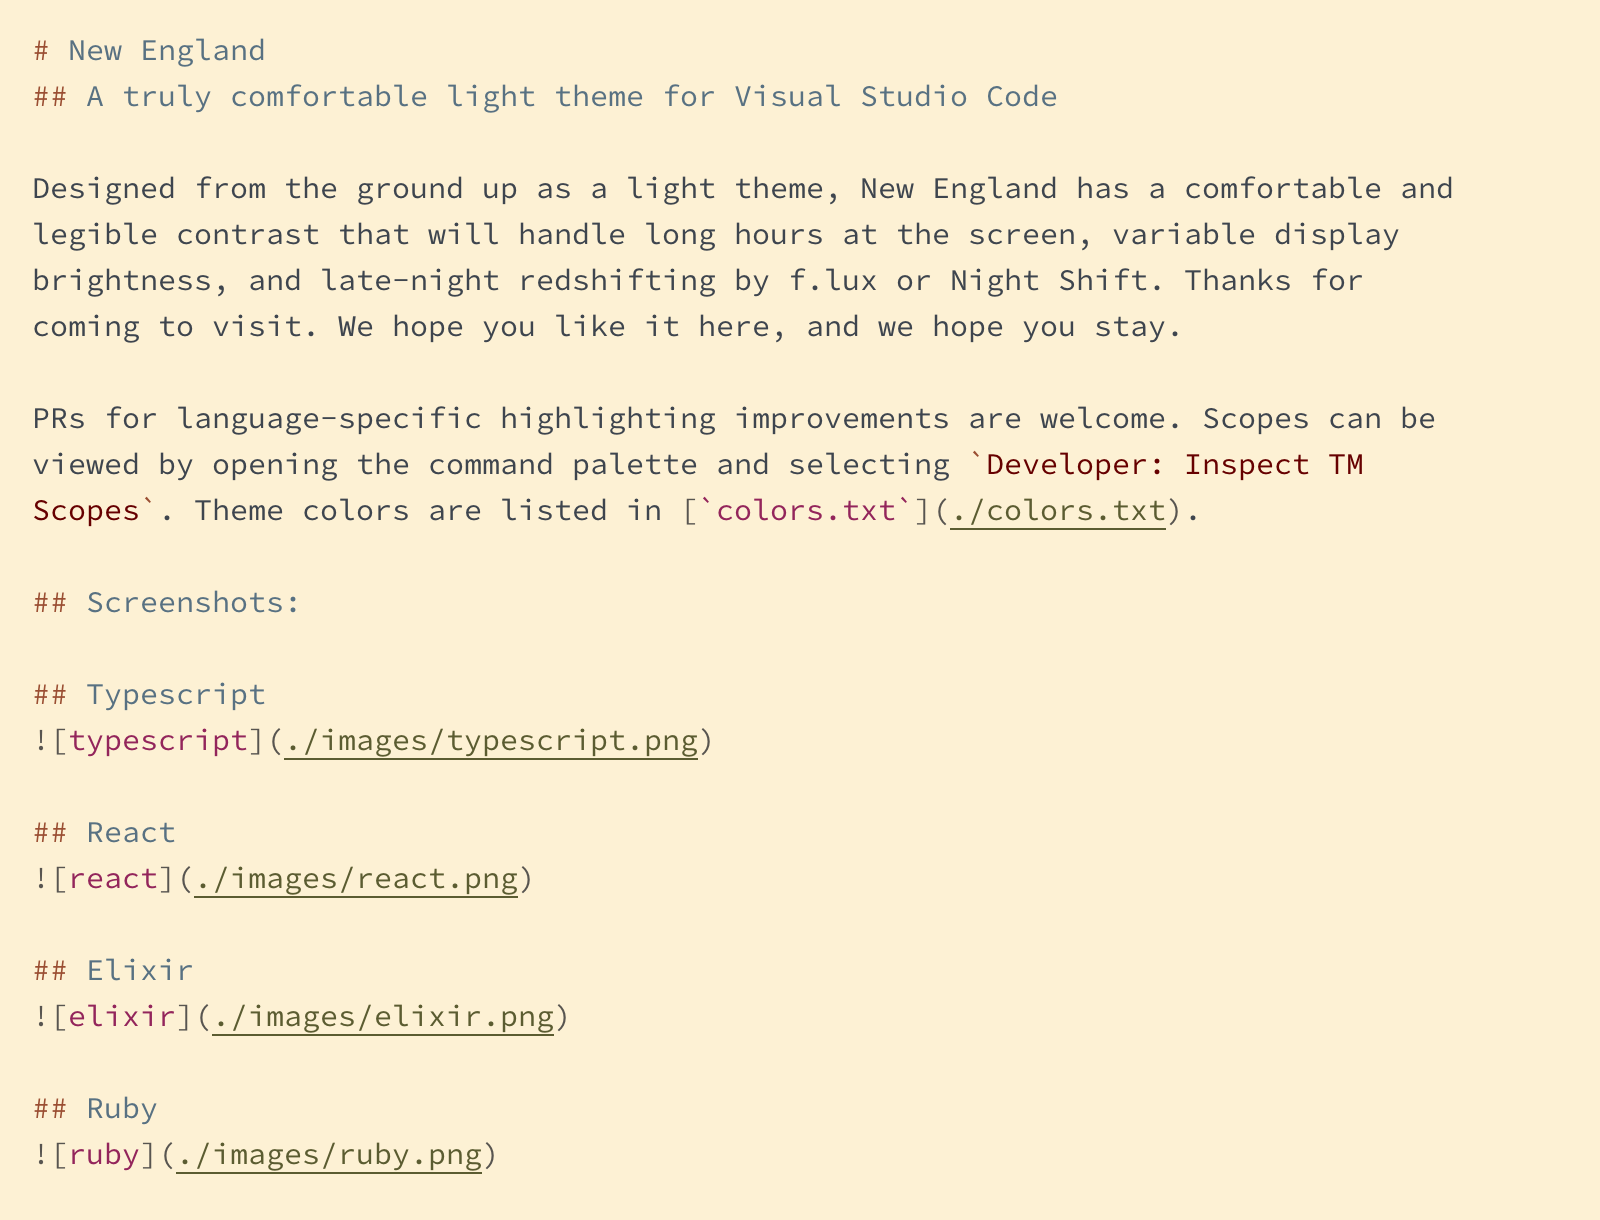 # New England
## A truly comfortable light theme for Visual Studio Code
Designed from the ground up as a light theme, New England has a comfortable and
legible contrast that will handle long hours at the screen, variable display
brightness, and late-night redshifting by f.lux or Night Shift. Thanks for
coming to visit. We hope you like it here, and we hope you stay.
PRs for language-specific highlighting improvements are welcome. Scopes can be
viewed by opening the command palette and selecting `Developer: Inspect TM
Scopes`. Theme colors are listed in [`colors.txt`](./colors.txt).
## Screenshots:
## Typescript
![typescript](./images/typescript.png)
## React
![react](./images/react.png)
## Elixir
![elixir](./images/elixir.png)
## Ruby
![ruby](./images/ruby.png)